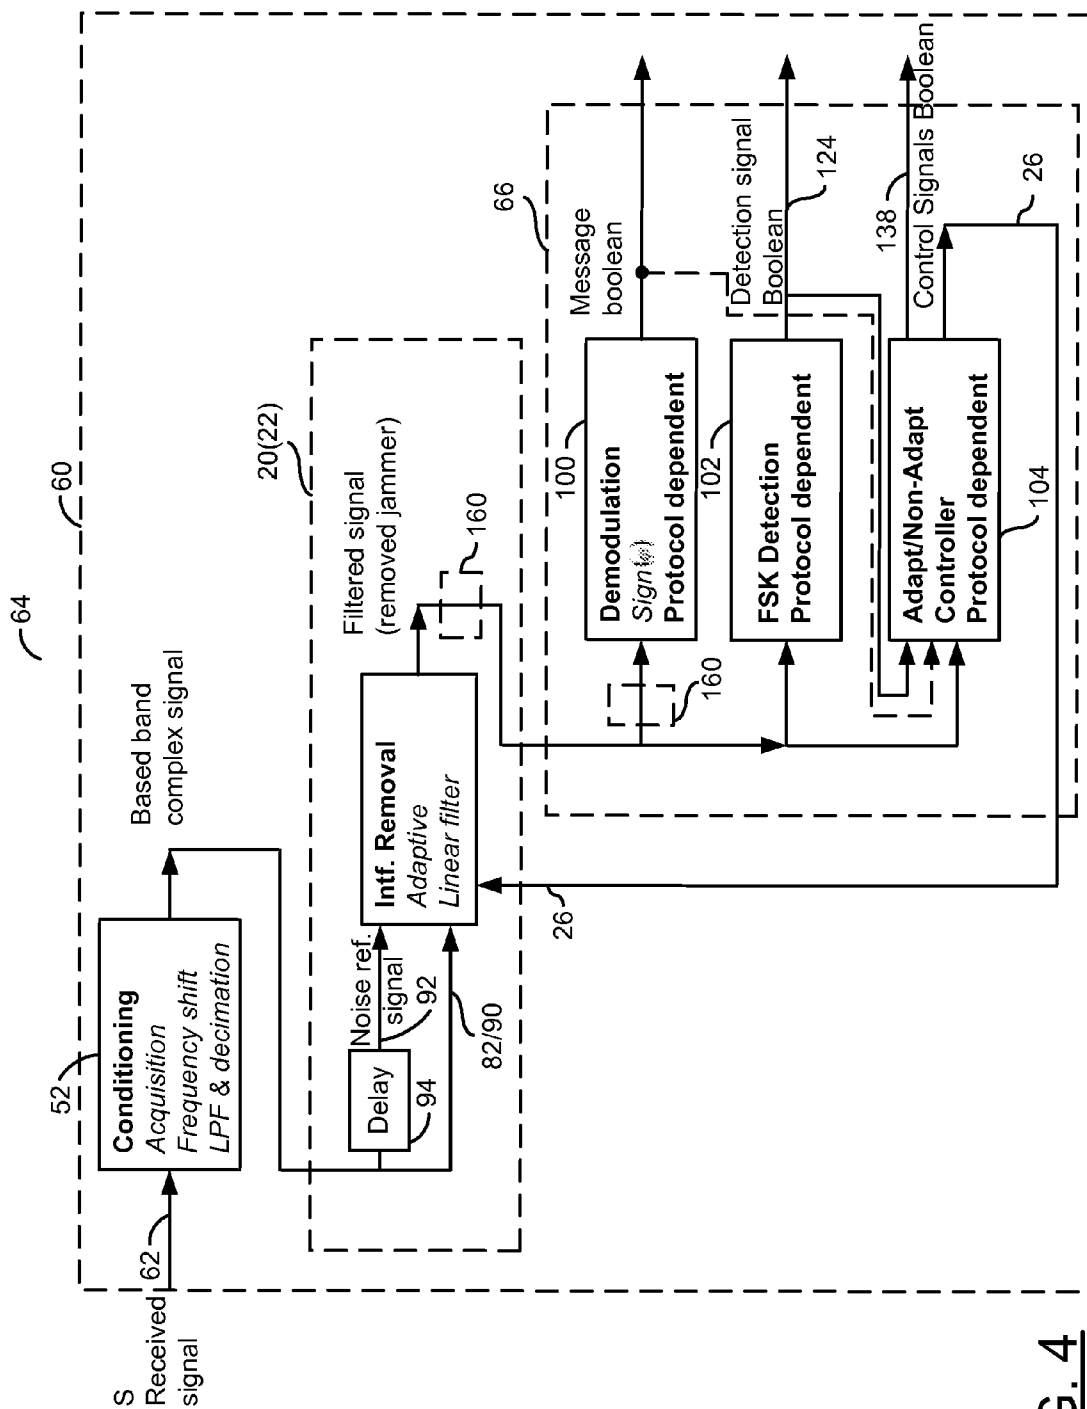 64
60
S
Received
signal
62
52
Conditioning
Acquisition
Frequency shift
LPF & decimation
Based band
complex signal
20(22)
Delay
94
Noise ref.
signal
92
82/90
Intf. Removal
Adaptive
Linear filter
26
Filtered signal
(removed jammer)
160
66
160
100
Demodulation
Protocol dependent
Message
boolean
102
FSK Detection
Protocol dependent
Detection signal
Boolean
124
Adapt/Non-Adapt
Controller
Protocol dependent
104
138
Control Signals Boolean
26
. 4